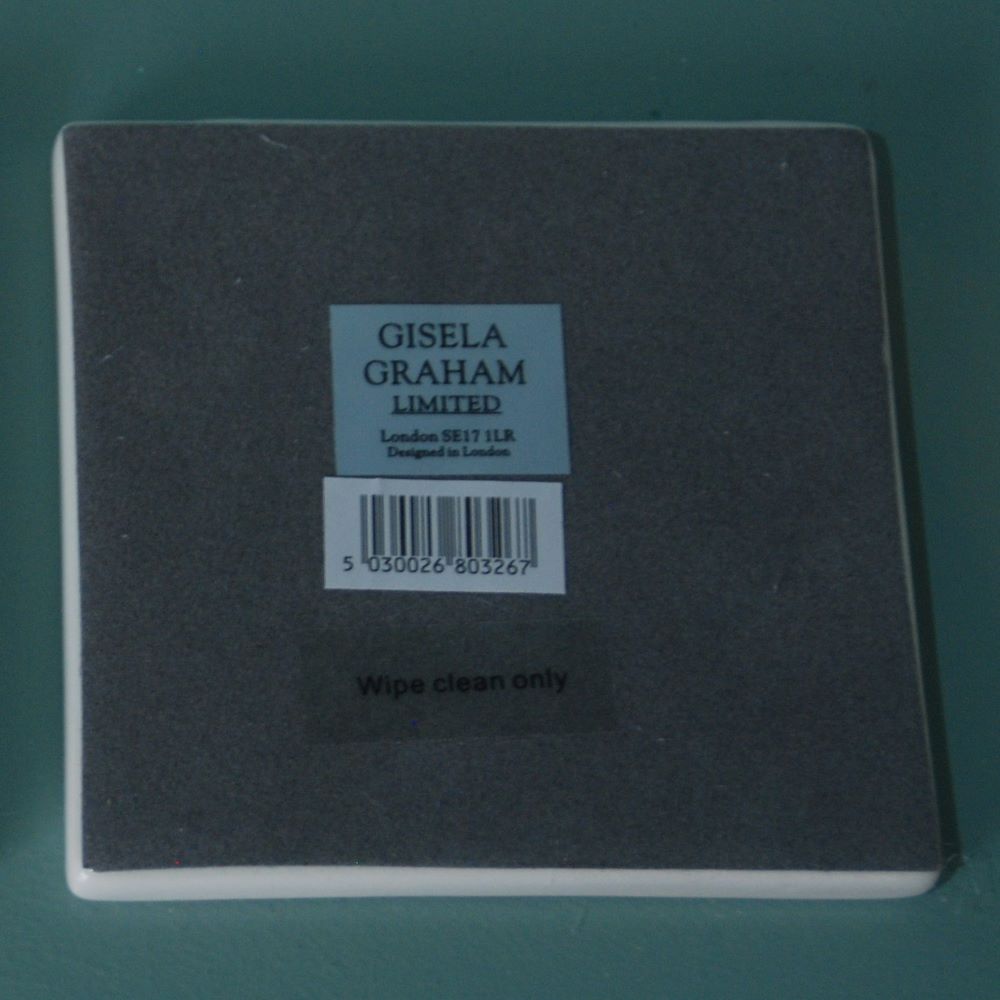 GISELA
GRAHAM
LIMITED
London SE17 1LR
Designed in London
5 030026 803267
Wipe clean only